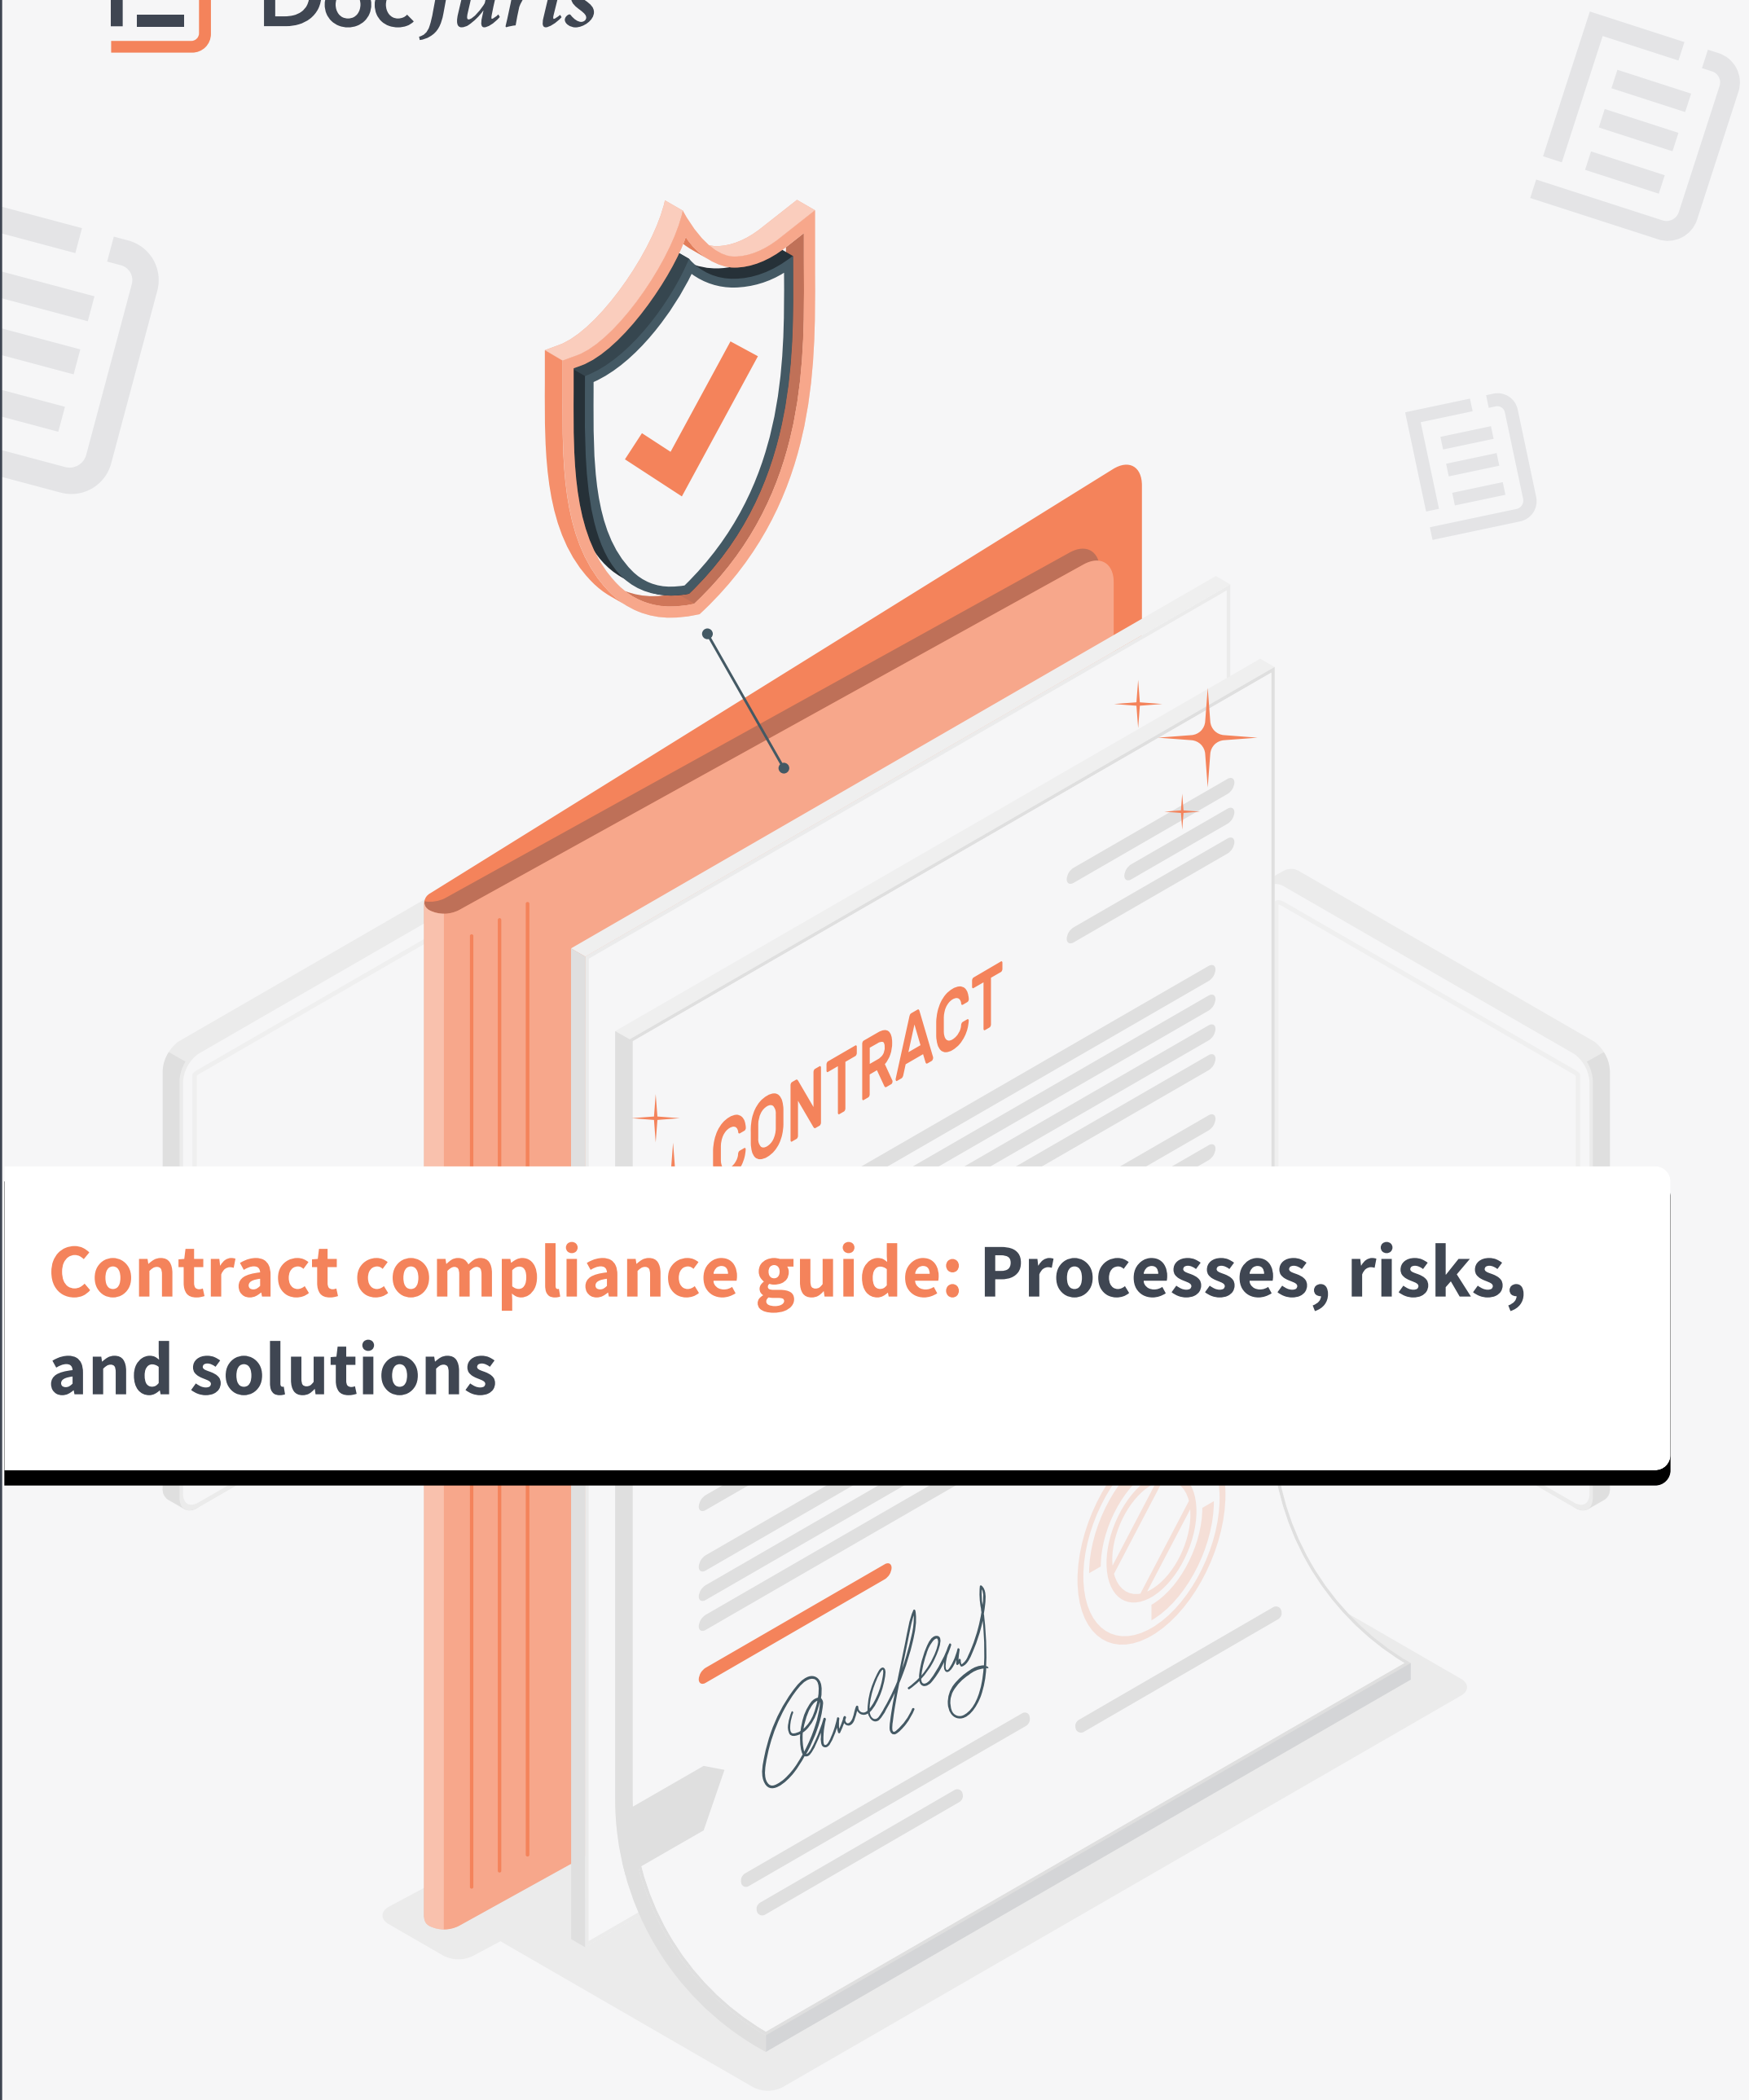 DocJuris
CONTRACT
Contract compliance guide: Processes, risks,
and solutions